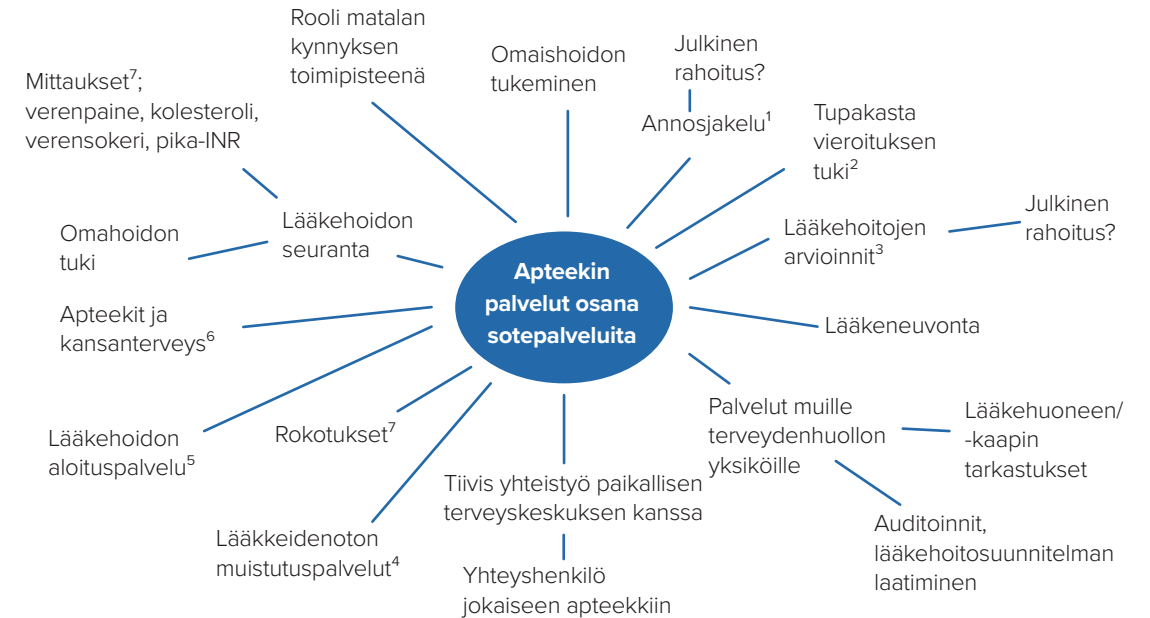 Rooli matalan
kynnyksen
toimipisteenä
Omaishoidon
tukeminen
Julkinen
rahoitus?
Annosjakelu¹
Tupakasta
vieroituksen
tuki²
Mittaukset⁷;
verenpaine, kolesteroli,
verensokeri, pika-INR
Lääkehoidon
seuranta
Omahoidon
tuki
Lääkehoitojen
arvioinnit³
Julkinen
rahoitus?
Apteekin
palvelut osana
sotepalveluita
Apteekit ja
kansanterveys⁶
Lääkeneuvonta
Lääkehoidon
aloituspalvelu⁵
Rokotukset⁷
Palvelut muille
terveydenhuollon
yksiköille
Lääkehuoneen/
-kaapin
tarkastukset
Tiivis yhteistyö paikallisen
terveyskeskuksen kanssa
Lääkkeidenoton
muistutuspalvelut⁴
Auditoinnit,
lääkehoitosuunnitelman
laatiminen
Yhteyshenkilö
jokaiseen apteekkiin